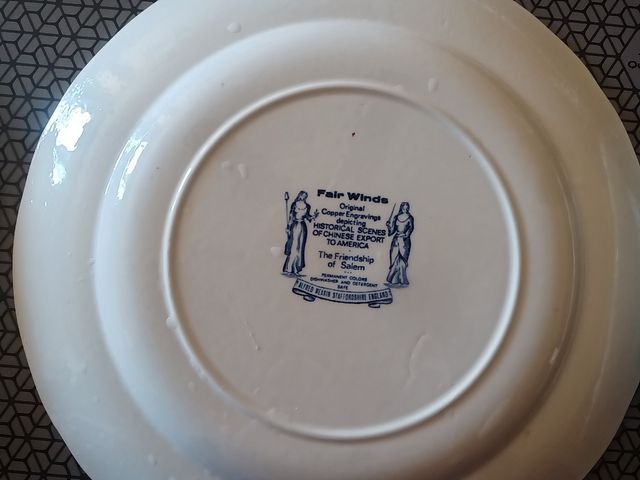 Fair Winds
Original
Copper Engravings
depicting
HISTORICAL SCENES
OF CHINESE EXPORT
TO AMERICA
The Friendship
of Salem
PERMANENT COLORS
DISHWASHER AND DETERGENT
SAFE
ALFRED MEAKIN STAFFORDSHIRE ENGLAND